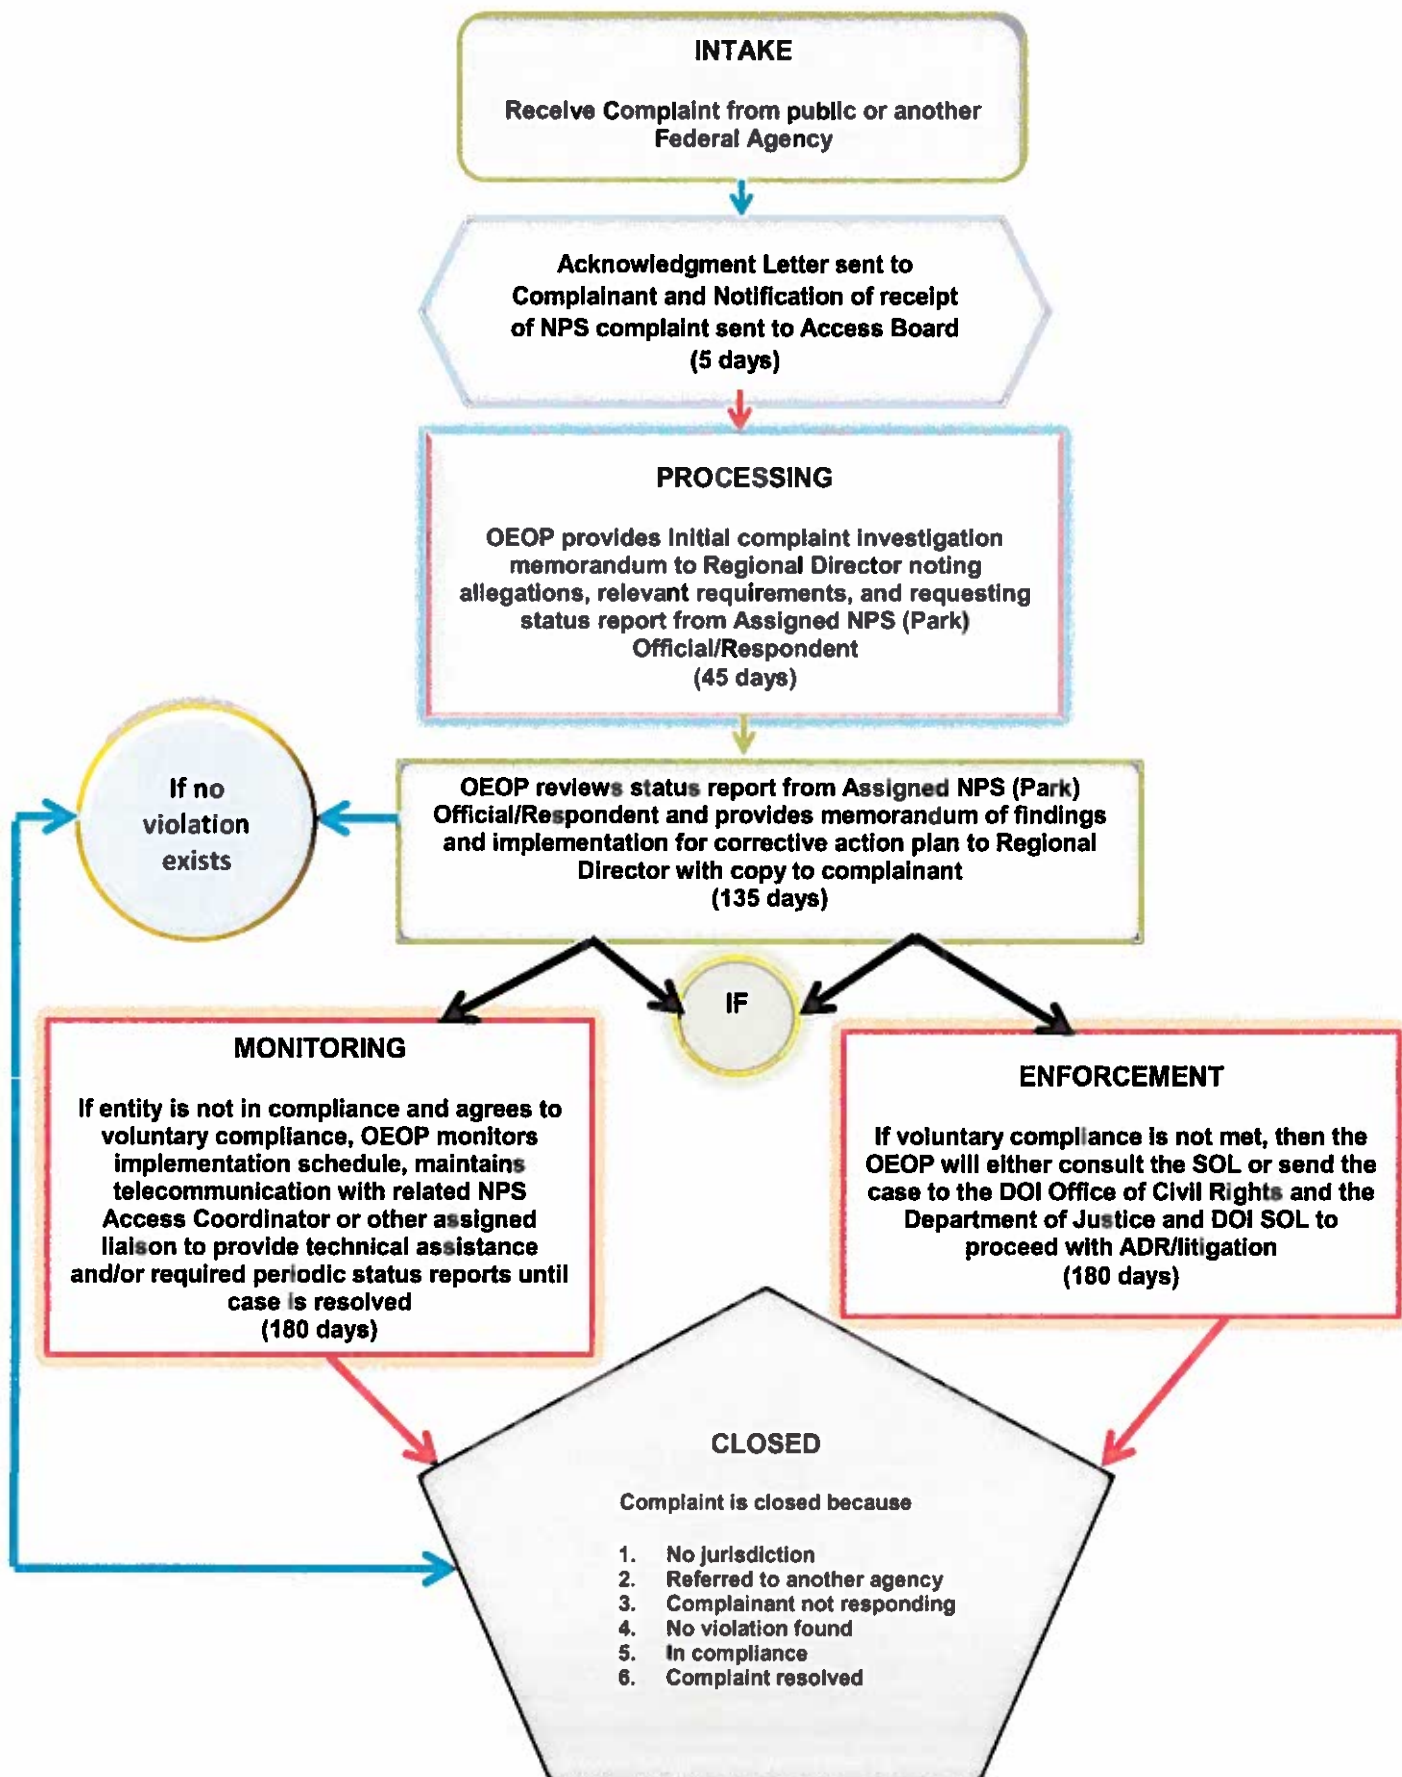 INTAKE
Receive Complaint from public or another
Federal Agency
Acknowledgment Letter sent to
Complainant and Notification of receipt
of NPS complaint sent to Access Board
(5 days)
PROCESSING
OEOP provides initial complaint investigation
memorandum to Regional Director noting
allegations, relevant requirements, and requesting
status report from Assigned NPS (Park)
Official/Respondent
(45 days)
If no
violation
exists
OEOP reviews status report from Assigned NPS (Park)
Official/Respondent and provides memorandum of findings
and implementation for corrective action plan to Regional
Director with copy to complainant
(135 days)
IF
MONITORING
If entity is not in compliance and agrees to
voluntary compliance, OEOP monitors
implementation schedule, maintains
telecommunication with related NPS
Access Coordinator or other assigned
liaison to provide technical assistance
and/or required periodic status reports until
case is resolved
(180 days)
ENFORCEMENT
If voluntary compliance is not met, then the
OEOP will either consult the SOL or send the
case to the DOI Office of Civil Rights and the
Department of Justice and DOI SOL to
proceed with ADR/litigation
(180 days)
CLOSED
Complaint is closed because
1. No jurisdiction
2. Referred to another agency
3. Complainant not responding
4. No violation found
5. In compliance
6. Complaint resolved